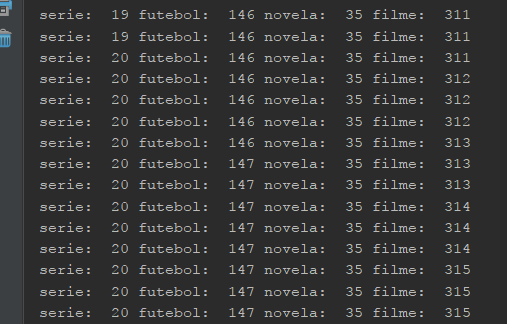 serie:  19 futebol:  146 novela:  35 filme:  311
serie:  19 futebol:  146 novela:  35 filme:  311
serie:  20 futebol:  146 novela:  35 filme:  311
serie:  20 futebol:  146 novela:  35 filme:  312
serie:  20 futebol:  146 novela:  35 filme:  312
serie:  20 futebol:  146 novela:  35 filme:  312
serie:  20 futebol:  146 novela:  35 filme:  313
serie:  20 futebol:  147 novela:  35 filme:  313
serie:  20 futebol:  147 novela:  35 filme:  313
serie:  20 futebol:  147 novela:  35 filme:  314
serie:  20 futebol:  147 novela:  35 filme:  314
serie:  20 futebol:  147 novela:  35 filme:  314
serie:  20 futebol:  147 novela:  35 filme:  315
serie:  20 futebol:  147 novela:  35 filme:  315
serie:  20 futebol:  147 novela:  35 filme:  315